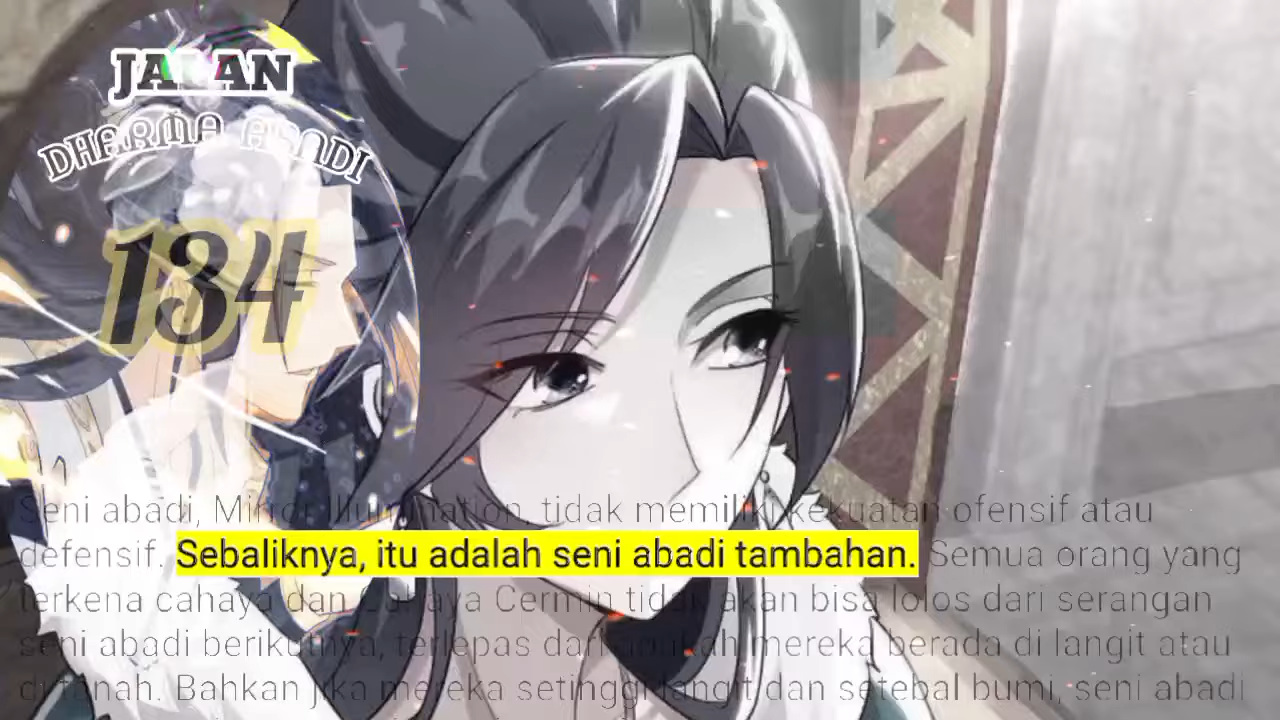 JALAN
DHARMA ABADI
134
Seni abadi, Mirror Illumination, tidak memiliki kekuatan ofensif atau
defensif. Sebaliknya, itu adalah seni abadi tambahan. Semua orang yang
terkena cahaya dan Cahaya Cermin tidak akan bisa lolos dari serangan
seni abadi berikutnya, terlepas dari apakah mereka berada di langit atau
di tanah. Bahkan jika mereka setinggi langit dan setebal bumi, seni abadi